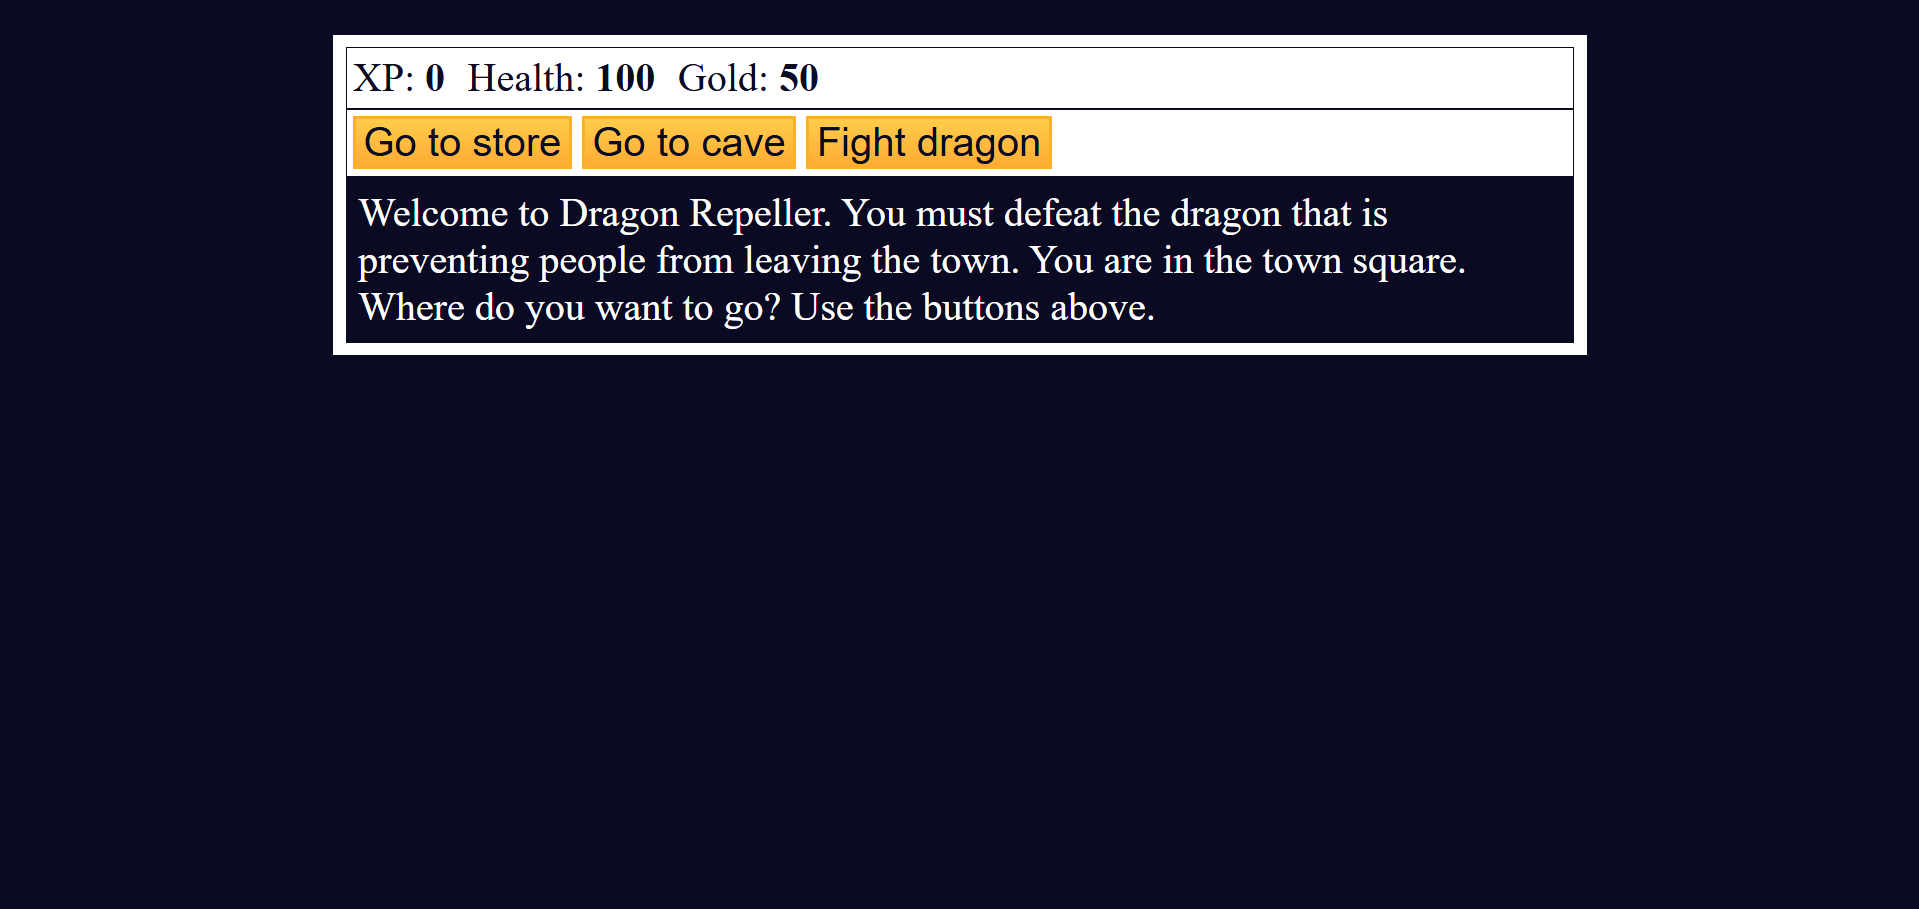 XP: 0 Health: 100 Gold: 50
Go to store Go to cave Fight dragon
Welcome to Dragon Repeller. You must defeat the dragon that is
preventing people from leaving the town. You are in the town square.
Where do you want to go? Use the buttons above.